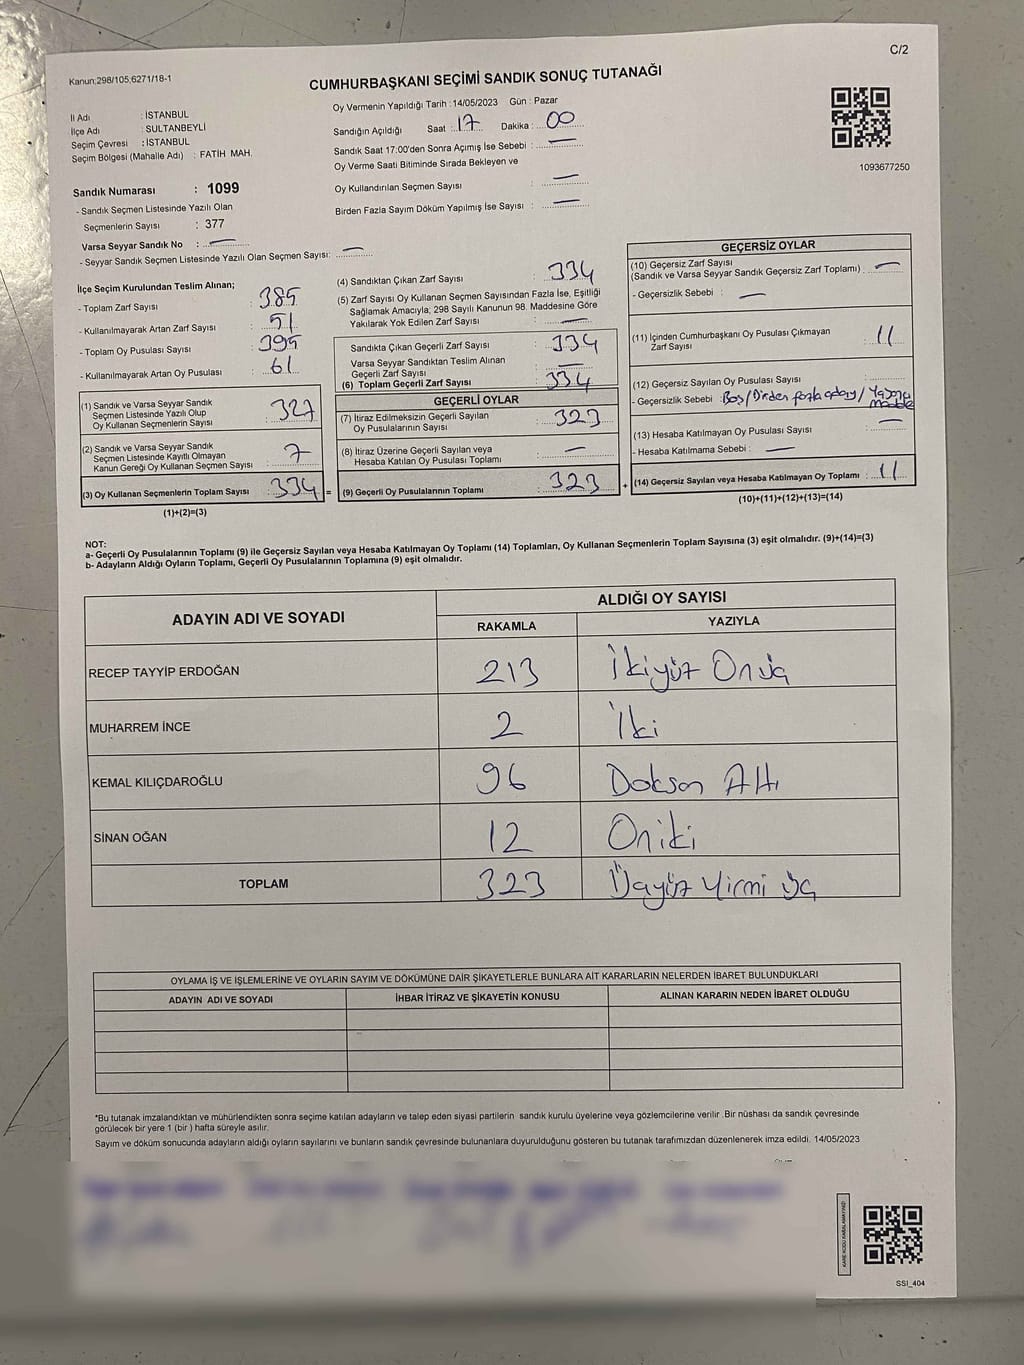 C/2
Kanun:298/105;6271/18-1
CUMHURBAŞKANI SEÇİMİ SANDIK SONUÇ TUTANAĞI
İl Adı : İSTANBUL
İlçe Adı : SULTANBEYLİ
Seçim Çevresi : İSTANBUL
Seçim Bölgesi (Mahalle Adı) : FATİH MAH.
Oy Vermenin Yapıldığı Tarih : 14/05/2023 Gün : Pazar
Sandığın Açıldığı Saat : 17 Dakika : 00
Sandık Saat 17:00'den Sonra Açımış İse Sebebi : —
Oy Verme Saati Bitiminde Sırada Bekleyen ve
Oy Kullandırılan Seçmen Sayısı : —
Birden Fazla Sayım Döküm Yapılmış İse Sayısı : —
1093677250
Sandık Numarası : 1099
- Sandık Seçmen Listesinde Yazılı Olan
Seçmenlerin Sayısı : 377
Varsa Seyyar Sandık No : —
- Seyyar Sandık Seçmen Listesinde Yazılı Olan Seçmen Sayısı: —
İlçe Seçim Kurulundan Teslim Alınan;
- Toplam Zarf Sayısı : 385
- Kullanılmayarak Artan Zarf Sayısı : 51
- Toplam Oy Pusulası Sayısı : 395
- Kullanılmayarak Artan Oy Pusulası : 61
(1) Sandık ve Varsa Seyyar Sandık
Seçmen Listesinde Yazılı Olup
Oy Kullanan Seçmenlerin Sayısı : 327
(2) Sandık ve Varsa Seyyar Sandık
Seçmen Listesinde Kayıtlı Olmayan
Kanun Gereği Oy Kullanan Seçmen Sayısı : 7
(3) Oy Kullanan Seçmenlerin Toplam Sayısı : 334 =
(1)+(2)=(3)
(4) Sandıktan Çıkan Zarf Sayısı : 334
(5) Zarf Sayısı Oy Kullanan Seçmen Sayısından Fazla İse, Eşitliği
Sağlamak Amacıyla; 298 Sayılı Kanunun 98. Maddesine Göre
Yakılarak Yok Edilen Zarf Sayısı : —
Sandıkta Çıkan Geçerli Zarf Sayısı : 334
Varsa Seyyar Sandıktan Teslim Alınan
Geçerli Zarf Sayısı : —
(6) Toplam Geçerli Zarf Sayısı : 334
GEÇERLİ OYLAR
(7) İtiraz Edilmeksizin Geçerli Sayılan
Oy Pusulalarının Sayısı : 323
(8) İtiraz Üzerine Geçerli Sayılan veya
Hesaba Katılan Oy Pusulası Toplamı : —
(9) Geçerli Oy Pusulalarının Toplamı : 323 +
GEÇERSİZ OYLAR
(10) Geçersiz Zarf Sayısı
(Sandık ve Varsa Seyyar Sandık Geçersiz Zarf Toplamı) : —
- Geçersizlik Sebebi : —
(11) İçinden Cumhurbaşkanı Oy Pusulası Çıkmayan
Zarf Sayısı : 11
(12) Geçersiz Sayılan Oy Pusulası Sayısı :
- Geçersizlik Sebebi : Boş/Birden fazla aday/
(13) Hesaba Katılmayan Oy Pusulası Sayısı : —
- Hesaba Katılmama Sebebi : —
(14) Geçersiz Sayılan veya Hesaba Katılmayan Oy Toplamı : 11
(10)+(11)+(12)+(13)=(14)
NOT:
a- Geçerli Oy Pusulalarının Toplamı (9) ile Geçersiz Sayılan veya Hesaba Katılmayan Oy Toplamı (14) Toplamları, Oy Kullanan Seçmenlerin Toplam Sayısına (3) eşit olmalıdır. (9)+(14)=(3)
b- Adayların Aldığı Oyların Toplamı, Geçerli Oy Pusulalarının Toplamına (9) eşit olmalıdır.
ADAYIN ADI VE SOYADI ALDIĞI OY SAYISI
RAKAMLA YAZIYLA
RECEP TAYYİP ERDOĞAN 213 İkiyüz Onüç
MUHARREM İNCE 2 İki
KEMAL KILIÇDAROĞLU 96 Doksan Altı
SİNAN OĞAN 12 Oniki
TOPLAM 323 Üçyüz Yirmi üç
OYLAMA İŞ VE İŞLEMLERİNE VE OYLARIN SAYIM VE DÖKÜMÜNE DAİR ŞİKAYETLERLE BUNLARA AİT KARARLARIN NELERDEN İBARET BULUNDUKLARI
ADAYIN ADI VE SOYADI İHBAR İTİRAZ VE ŞİKAYETİN KONUSU ALINAN KARARIN NEDEN İBARET OLDUĞU
*Bu tutanak imzalandıktan ve mühürlendikten sonra seçime katılan adayların ve talep eden siyasi partilerin sandık kurulu üyelerine veya gözlemcilerine verilir. Bir nüshası da sandık çevresinde
görülecek bir yere 1 (bir ) hafta süreyle asılır.
Sayım ve döküm sonucunda adayların aldığı oyların sayılarını ve bunların sandık çevresinde bulunanlara duyurulduğunu gösteren bu tutanak tarafımızdan düzenlenerek imza edildi. 14/05/2023
KARE KODU KARALAMAYINIZ!
SSI_404